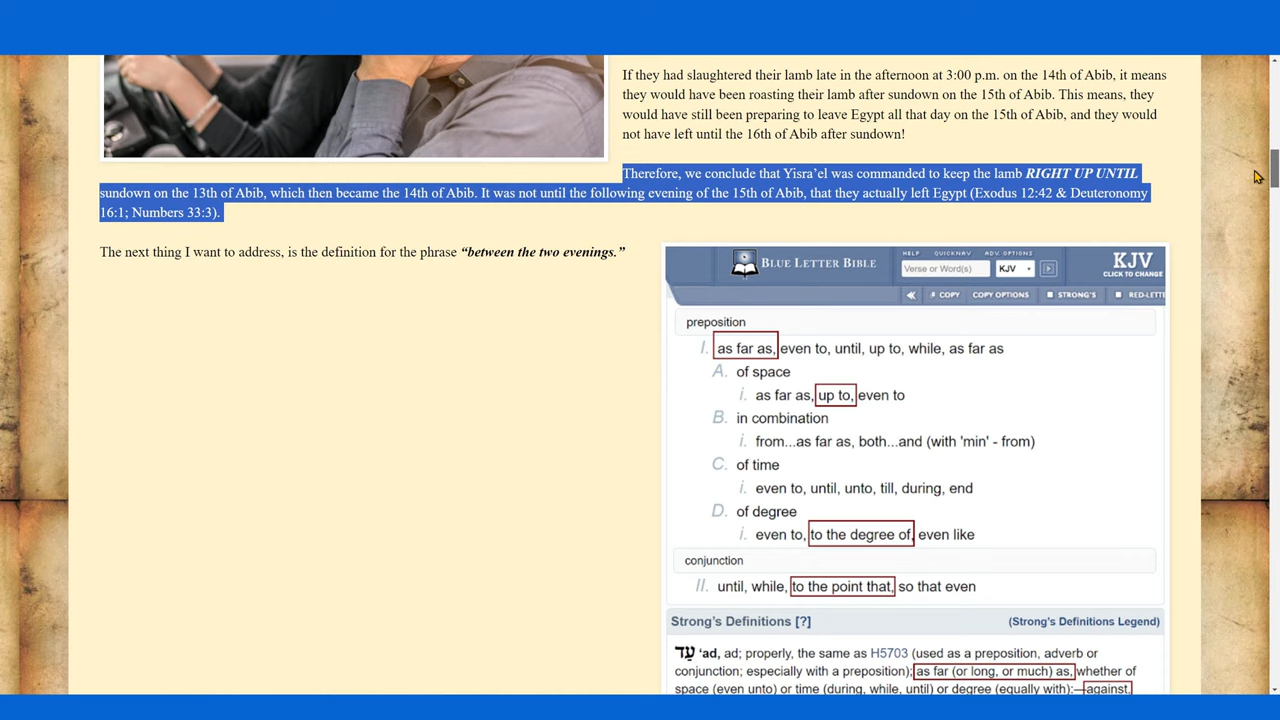 If they had slaughtered their lamb late in the afternoon at 3:00 p.m. on the 14th of Abib, it means
they would have been roasting their lamb after sundown on the 15th of Abib. This means, they
would have still been preparing to leave Egypt all that day on the 15th of Abib, and they would
not have left until the 16th of Abib after sundown!
Therefore, we conclude that Yisra’el was commanded to keep the lamb RIGHT UP UNTIL
sundown on the 13th of Abib, which then became the 14th of Abib. It was not until the following evening of the 15th of Abib, that they actually left Egypt (Exodus 12:42 & Deuteronomy
16:1; Numbers 33:3).
The next thing I want to address, is the definition for the phrase “between the two evenings.”
BLUE LETTER BIBLE
HELP QUICKNAV ADV. OPTIONS
Verse or Word(s) KJV
KJV
CLICK TO CHANGE
COPY COPY OPTIONS STRONG'S RED-LETTE
preposition
I. as far as, even to, until, up to, while, as far as
A. of space
i. as far as, up to, even to
B. in combination
i. from...as far as, both...and (with 'min' - from)
C. of time
i. even to, until, unto, till, during, end
D. of degree
i. even to, to the degree of, even like
conjunction
II. until, while, to the point that, so that even
Strong’s Definitions [?] (Strong’s Definitions Legend)
עַד ʻad, ad; properly, the same as H5703 (used as a preposition, adverb or
conjunction; especially with a preposition); as far (or long, or much) as, whether of
space (even unto) or time (during, while, until) or degree (equally with):—against,